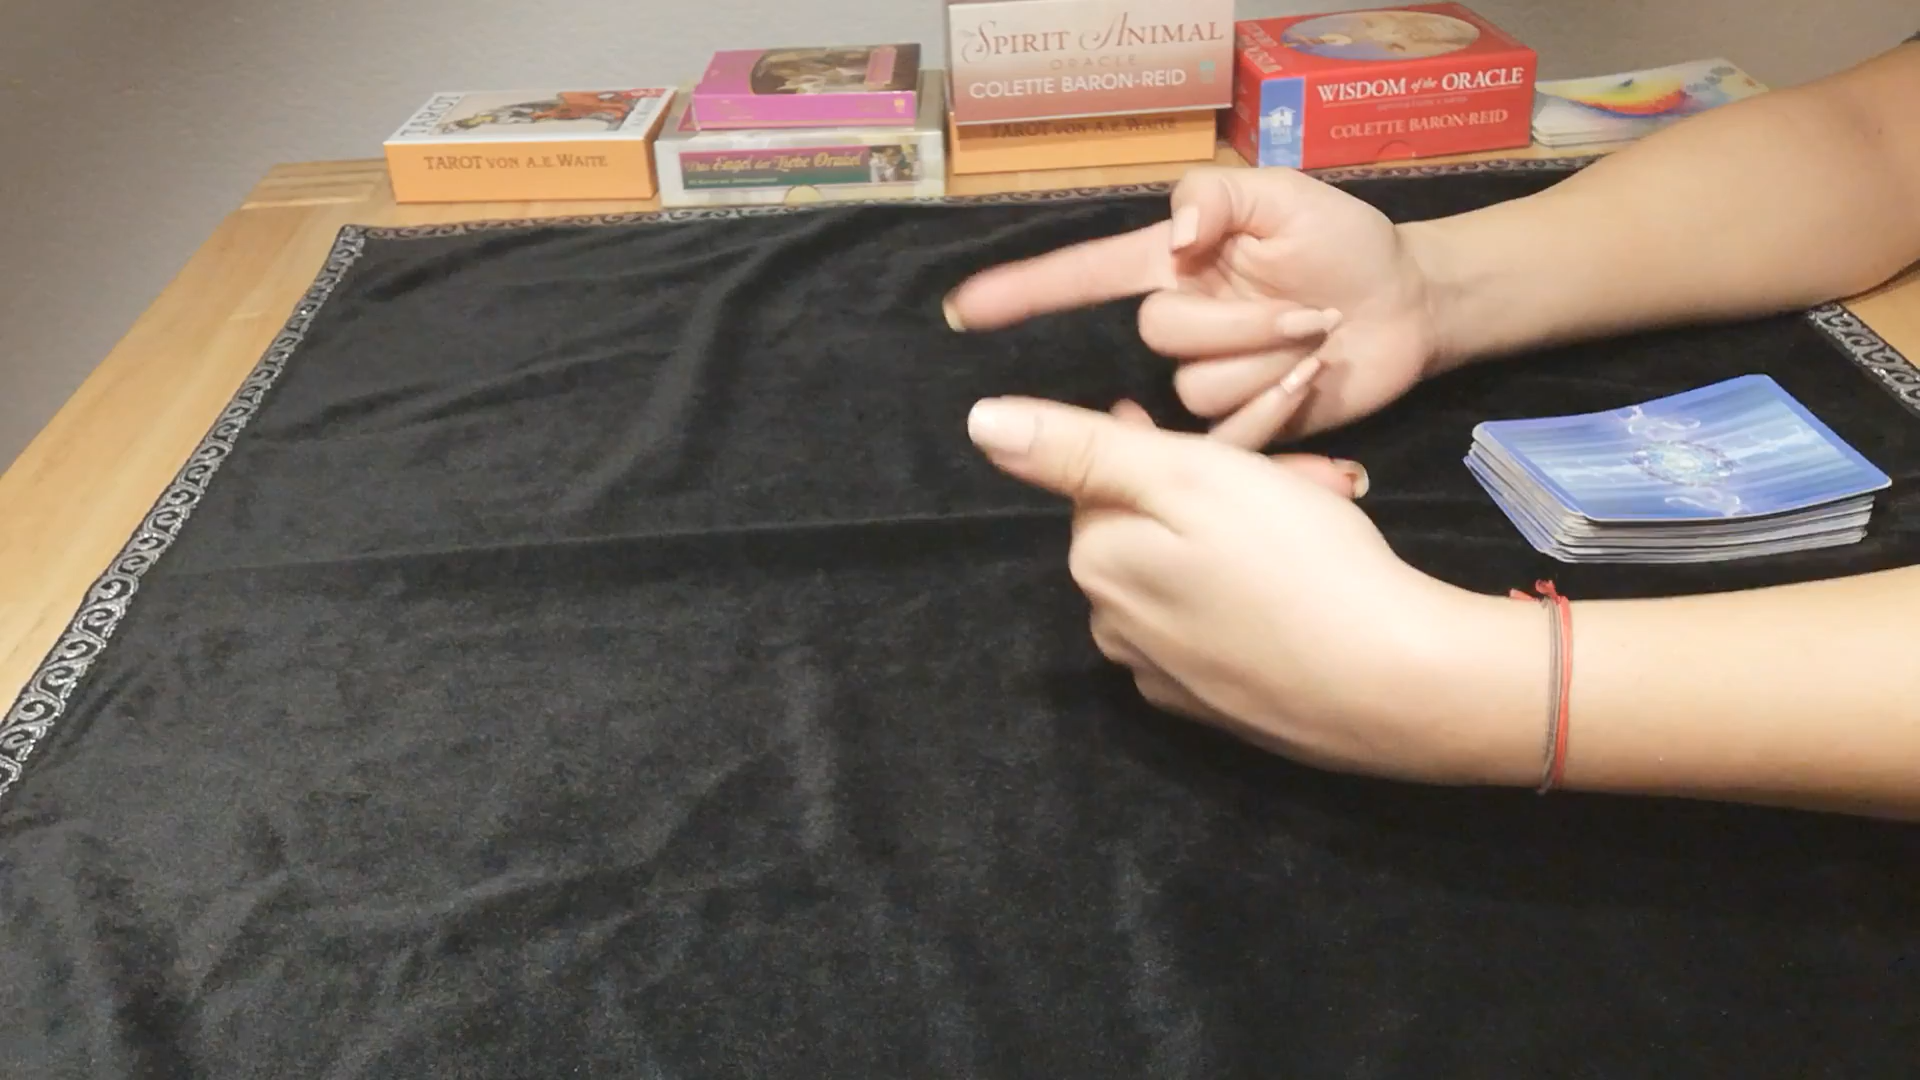 TAROT
TAROT VON A.E. WAITE
Das Engel der Liebe Orakel
SPIRIT ANIMAL
ORACLE
COLETTE BARON-REID
TAROT VON A.E. WAITE
WISDOM of the ORACLE
COLETTE BARON-REID